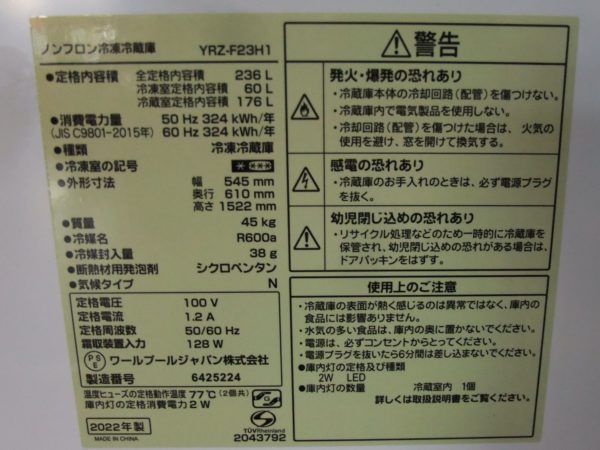 ノンフロン冷凍冷蔵庫 YRZ-F23H1
●定格内容積 全定格内容積 236 L
冷凍室定格内容積 60 L
冷蔵室定格内容積 176 L
●消費電力量 50 Hz 324 kWh/年
(JIS C9801-2015年) 60 Hz 324 kWh/年
●種類 冷凍冷蔵庫
●冷凍室の記号
●外形寸法 幅 545 mm
奥行 610 mm
高さ 1522 mm
●質量 45 kg
●冷媒名 R600a
●冷媒封入量 38 g
●断熱材用発泡剤 シクロペンタン
●気候タイプ N
定格電圧 100 V
定格電流 1.2 A
定格周波数 50/60 Hz
霜取装置入力 128 W
PSE ワールプールジャパン株式会社
製造番号 6425224
温度ヒューズの定格動作温度 77℃ (2個共)
庫内灯の定格消費電力 2 W
2022年製
MADE IN CHINA
TÜVRheinland
2043792
警告
発火・爆発の恐れあり
・冷蔵庫本体の冷却回路(配管)を傷つけない。
・冷蔵庫内で電気製品を使用しない。
・冷却回路(配管)を傷つけた場合は、火気の
使用を避け、窓を開けて換気する。
感電の恐れあり
・冷蔵庫のお手入れのときは、必ず電源プラグ
を抜く。
幼児閉じ込めの恐れあり
・リサイクル処理などのため一時的に冷蔵庫を
保管され、幼児閉じ込めの恐れがある場合は、
ドアパッキンをはずす。
使用上のご注意
・冷蔵庫の表面が熱く感じるのは異常ではなく、庫内の
食品には影響ありません。
・水気の多い食品は、庫内の奥に置かないでください。
・電源は、必ずコンセントからとってください。
・電源プラグを抜いたら6分間は差し込まないでください。
●庫内灯の定格及び種類
2W LED
●庫内灯の数量 冷蔵室内 1個
詳しくは取扱説明書をご覧ください。